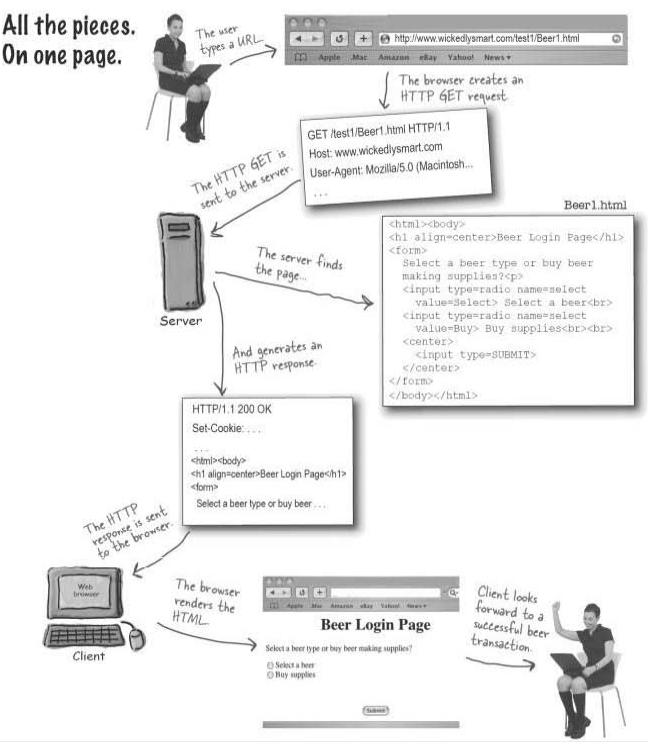 All the pieces.
On one page.
The user
types a URL.
http://www.wickedlysmart.com/test1/Beer1.html
Apple .Mac Amazon eBay Yahoo! News
The browser creates an
HTTP GET request.
GET /test1/Beer1.html HTTP/1.1
Host: www.wickedlysmart.com
User-Agent: Mozilla/5.0 (Macintosh...
. . .
The HTTP GET is
sent to the server.
Server
The server finds
the page...
Beer1.html
<html><body>
<h1 align=center>Beer Login Page</h1>
<form>
Select a beer type or buy beer
making supplies?<p>
<input type=radio name=select
value=Select> Select a beer<br>
<input type=radio name=select
value=Buy> Buy supplies<br><br>
<center>
<input type=SUBMIT>
</center>
</form>
</body></html>
And generates an
HTTP response.
HTTP/1.1 200 OK
Set-Cookie: . . .
. . .
<html><body>
<h1 align=center>Beer Login Page</h1>
<form>
Select a beer type or buy beer . . .
The HTTP
response is sent
to the browser.
Web
browser
Client
The browser
renders the
HTML.
Apple .Mac Amazon eBay Yahoo! News
Beer Login Page
Select a beer type or buy beer making supplies?
Select a beer
Buy supplies
Submit
Client looks
forward to a
successful beer
transaction.